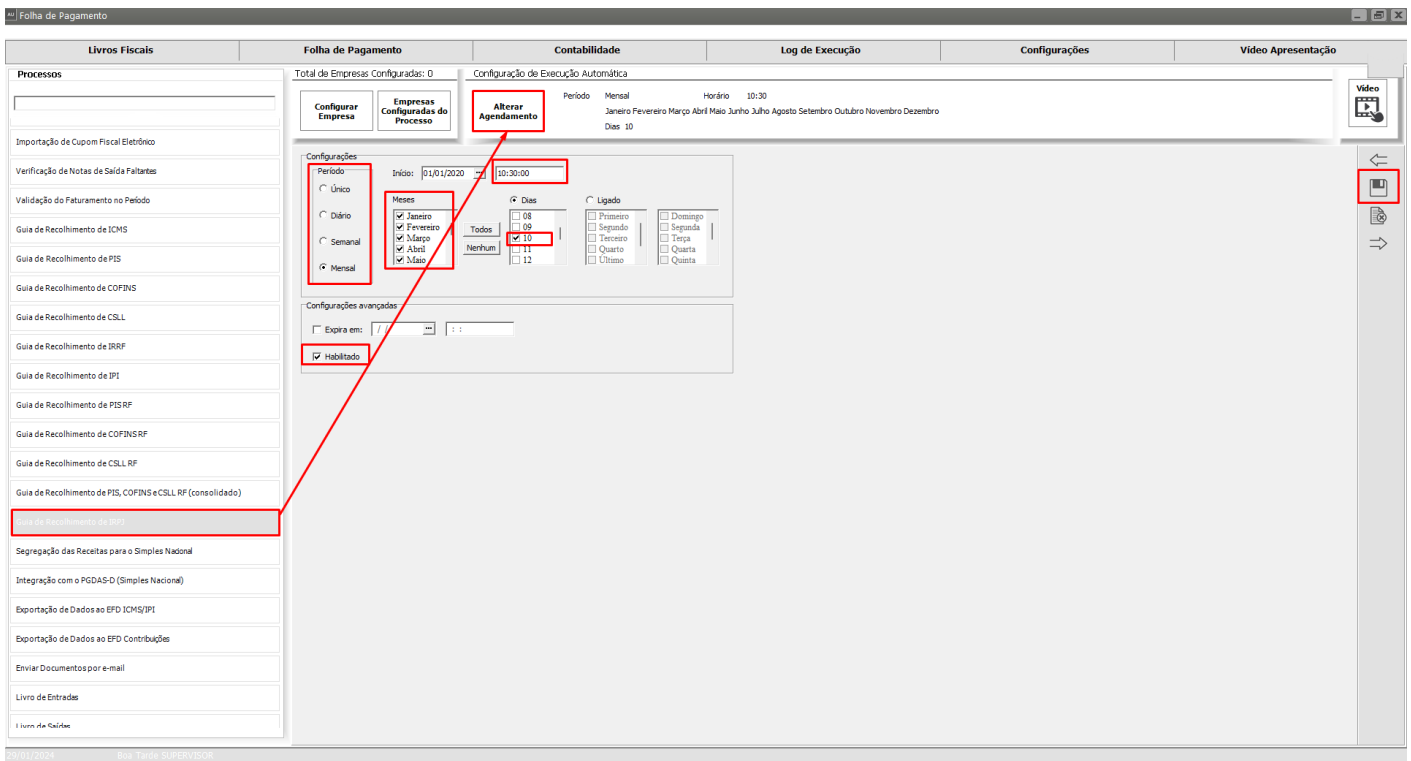 AU Folha de Pagamento
Livros Fiscais
Folha de Pagamento
Contabilidade
Log de Execução
Configurações
Vídeo Apresentação
Processos
Importação de Cupom Fiscal Eletrônico
Verificação de Notas de Saída Faltantes
Validação do Faturamento no Período
Guia de Recolhimento de ICMS
Guia de Recolhimento de PIS
Guia de Recolhimento de COFINS
Guia de Recolhimento de CSLL
Guia de Recolhimento de IRRF
Guia de Recolhimento de IPI
Guia de Recolhimento de PIS RF
Guia de Recolhimento de COFINS RF
Guia de Recolhimento de CSLL RF
Guia de Recolhimento de PIS, COFINS e CSLL RF (consolidado)
Guia de Recolhimento de IRPJ
Segregação das Receitas para o Simples Nacional
Integração com o PGDAS-D (Simples Nacional)
Exportação de Dados ao EFD ICMS/IPI
Exportação de Dados ao EFD Contribuições
Enviar Documentos por e-mail
Livro de Entradas
Livro de Saídas
Total de Empresas Configuradas: 0
Configurar
Empresa
Empresas
Configuradas do
Processo
Configuração de Execução Automática
Alterar
Agendamento
Período Mensal Horário 10:30
Janeiro Fevereiro Março Abril Maio Junho Julho Agosto Setembro Outubro Novembro Dezembro
Dias 10
Vídeo
Configurações
Período
Único
Diário
Semanal
Mensal
Início: 01/01/2020 ... 10:30:00
Meses
Janeiro
Fevereiro
Março
Abril
Maio
Todos
Nenhum
Dias
08
09
10
11
12
Ligado
Primeiro
Segundo
Terceiro
Quarto
Último
Domingo
Segunda
Terça
Quarta
Quinta
Configurações avançadas
Expira em: / / ... : :
Habilitado
29/01/2024 Boa Tarde SUPERVISOR